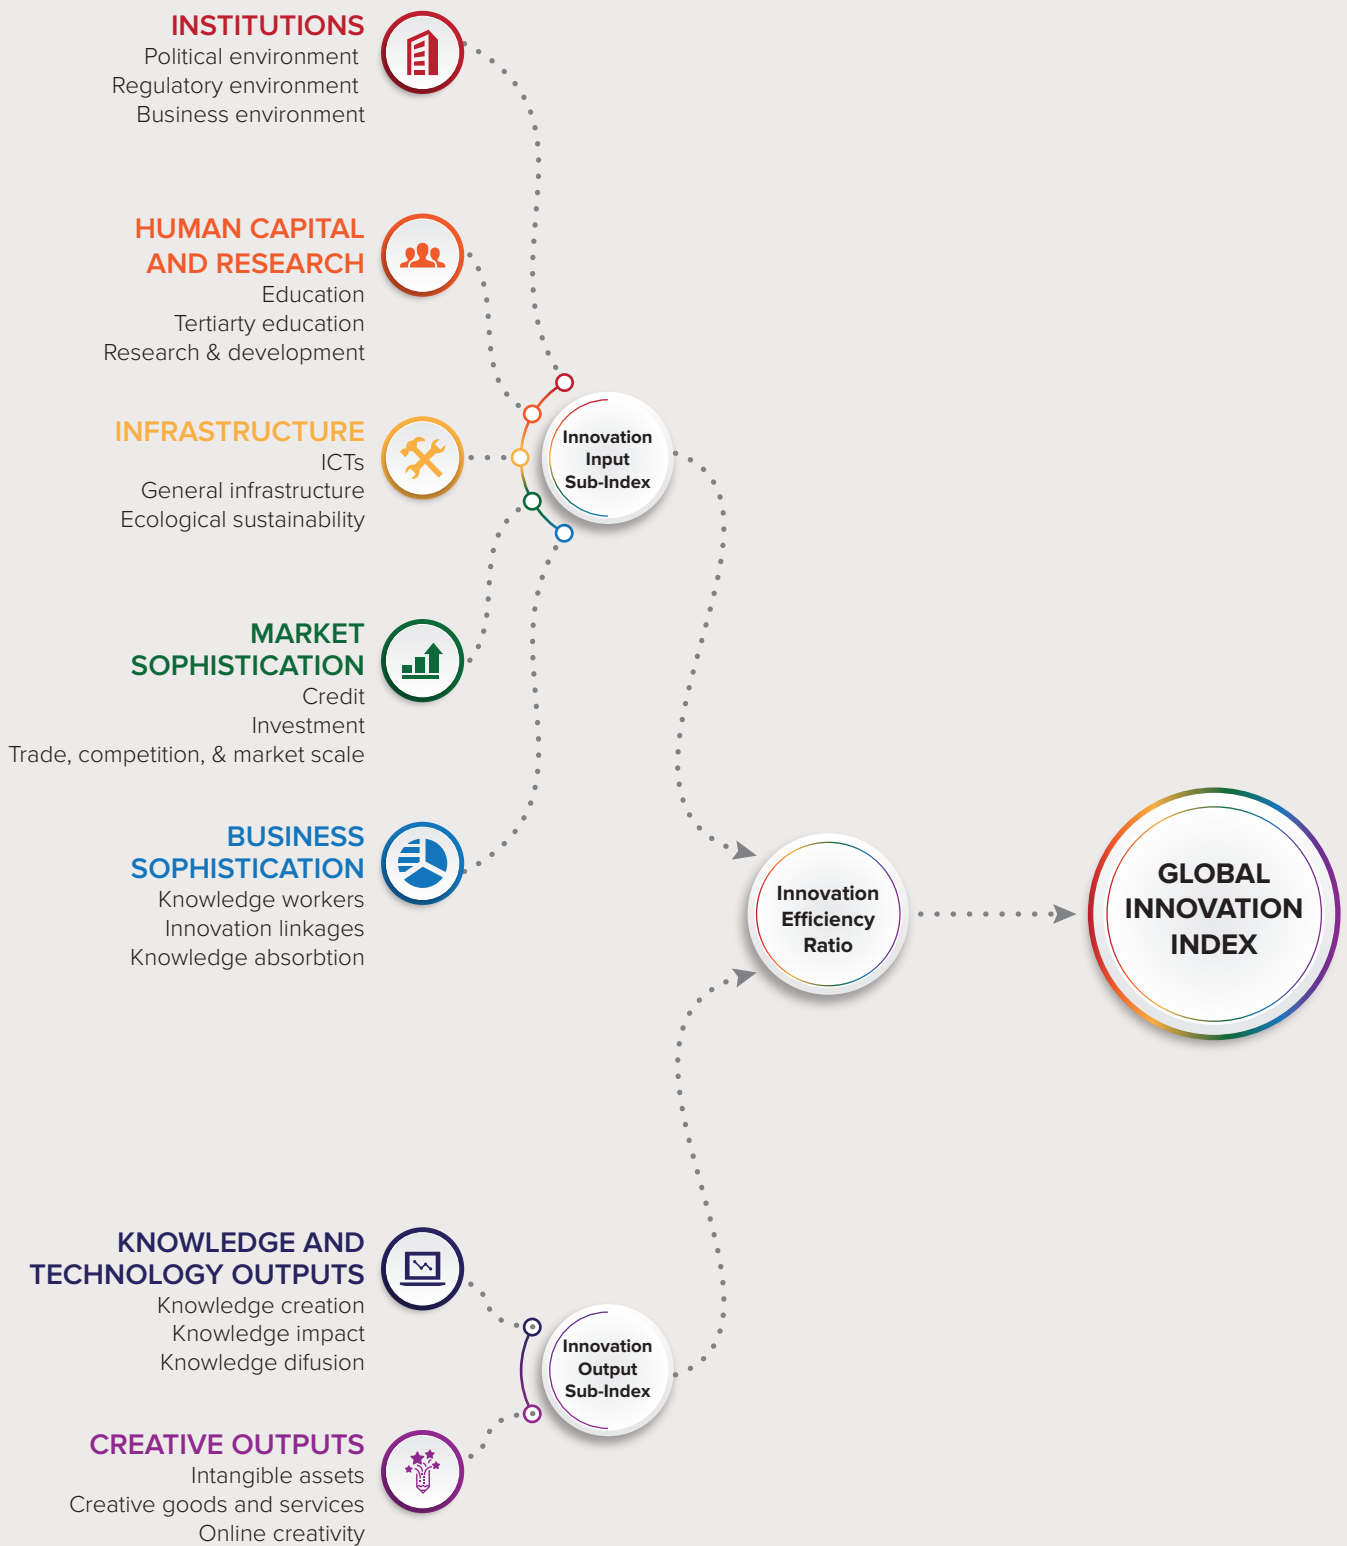 INSTITUTIONS
Political environment
Regulatory environment
Business environment
HUMAN CAPITAL
AND RESEARCH
Education
Tertiarty education
Research & development
INFRASTRUCTURE
ICTs
General infrastructure
Ecological sustainability
MARKET
SOPHISTICATION
Credit
Investment
Trade, competition, & market scale
BUSINESS
SOPHISTICATION
Knowledge workers
Innovation linkages
Knowledge absorbtion
KNOWLEDGE AND
TECHNOLOGY OUTPUTS
Knowledge creation
Knowledge impact
Knowledge difusion
CREATIVE OUTPUTS
Intangible assets
Creative goods and services
Online creativity
Innovation
Input
Sub-Index
Innovation
Output
Sub-Index
Innovation
Efficiency
Ratio
GLOBAL
INNOVATION
INDEX